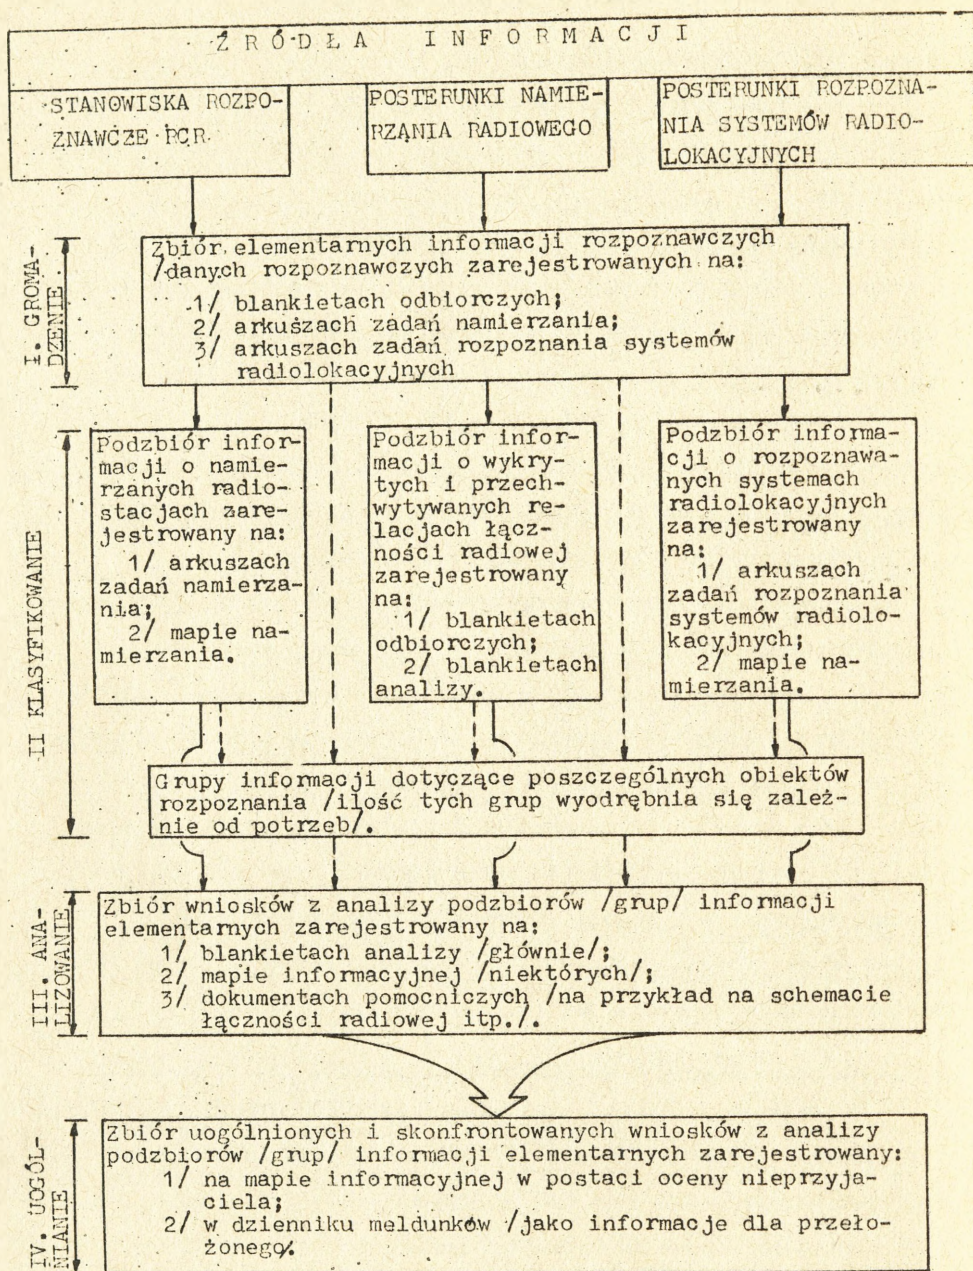 ŹRÓDŁA INFORMACJI
STANOWISKA ROZPO-
ZNAWCZE PCR
POSTERUNKI NAMIE-
RZĄNIA RADIOWEGO
POSTERUNKI ROZPOZNA-
NIA SYSTEMÓW RADIO-
LOKACYJNYCH
I. GROMA-
DZENIE
Zbiór elementarnych informacji rozpoznawczych
/danych rozpoznawczych zarejestrowanych na:
1/ blankietach odbiorczych;
2/ arkuszach zadań namierzania;
3/ arkuszach zadań rozpoznania systemów
radiolokacyjnych
II KLASYFIKOWANIE
Podzbiór infor-
macji o namie-
rzanych radio-
stacjach zare-
jestrowany na:
1/ arkuszach
zadań namierza-
nia;
2/ mapie na-
mierzania.
Podzbiór infor-
macji o wykry-
tych i przech-
wytywanych re-
lacjach łącz-
ności radiowej
zarejestrowany
na:
1/ blankietach
odbiorczych;
2/ blankietach
analizy.
Podzbiór informa-
cji o rozpoznawa-
nych systemach
radiolokacyjnych
zarejestrowany
na:
1/ arkuszach
zadań rozpoznania
systemów radiolo-
kacyjnych;
2/ mapie na-
mierzania.
Grupy informacji dotyczące poszczególnych obiektów
rozpoznania /ilość tych grup wyodrębnia się zależ-
nie od potrzeb/.
III. ANA-
LIZOWANIE
Zbiór wniosków z analizy podzbiorów /grup/ informacji
elementarnych zarejestrowany na:
1/ blankietach analizy /głównie/;
2/ mapie informacyjnej /niektórych/;
3/ dokumentach pomocniczych /na przykład na schemacie
łączności radiowej itp./.
IV. UOGÓL-
NIANIE
Zbiór uogólnionych i skonfrontowanych wniosków z analizy
podzbiorów /grup/ informacji elementarnych zarejestrowany:
1/ na mapie informacyjnej w postaci oceny nieprzyja-
ciela;
2/ w dzienniku meldunków /jako informacje dla przeło-
żonego/.